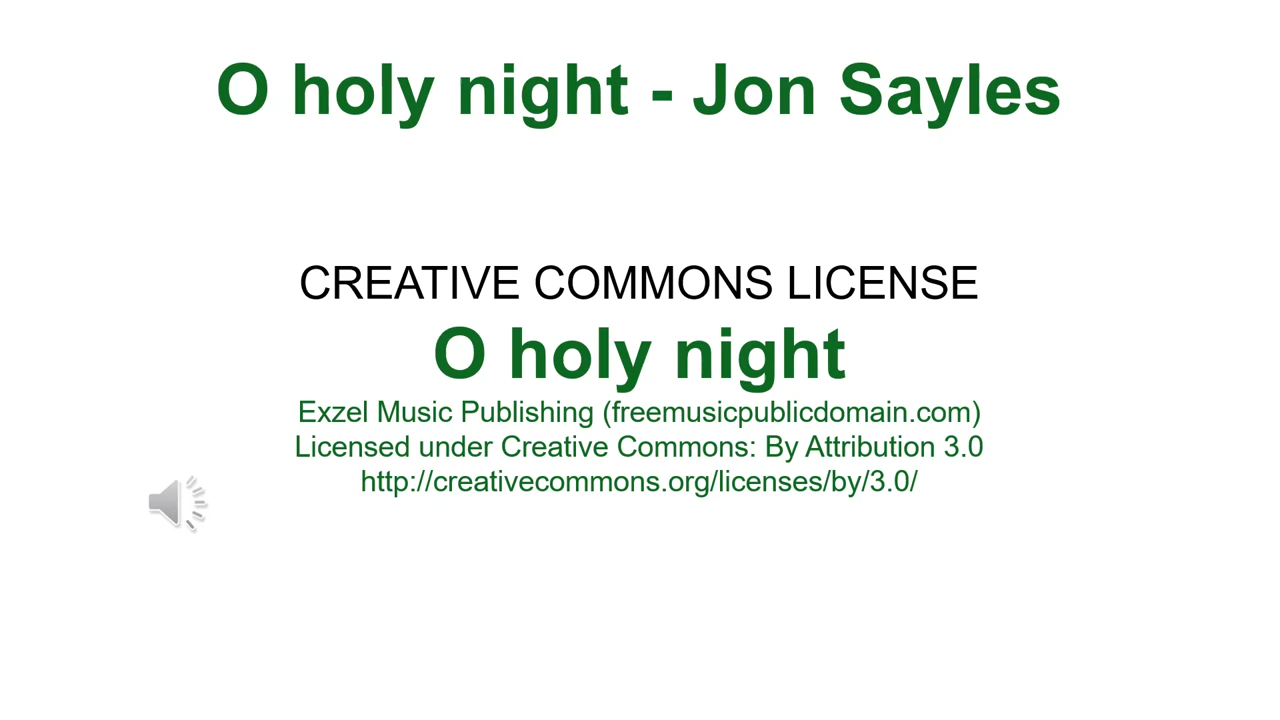 O holy night - Jon Sayles
CREATIVE COMMONS LICENSE
O holy night
Exzel Music Publishing (freemusicpublicdomain.com)
Licensed under Creative Commons: By Attribution 3.0
http://creativecommons.org/licenses/by/3.0/